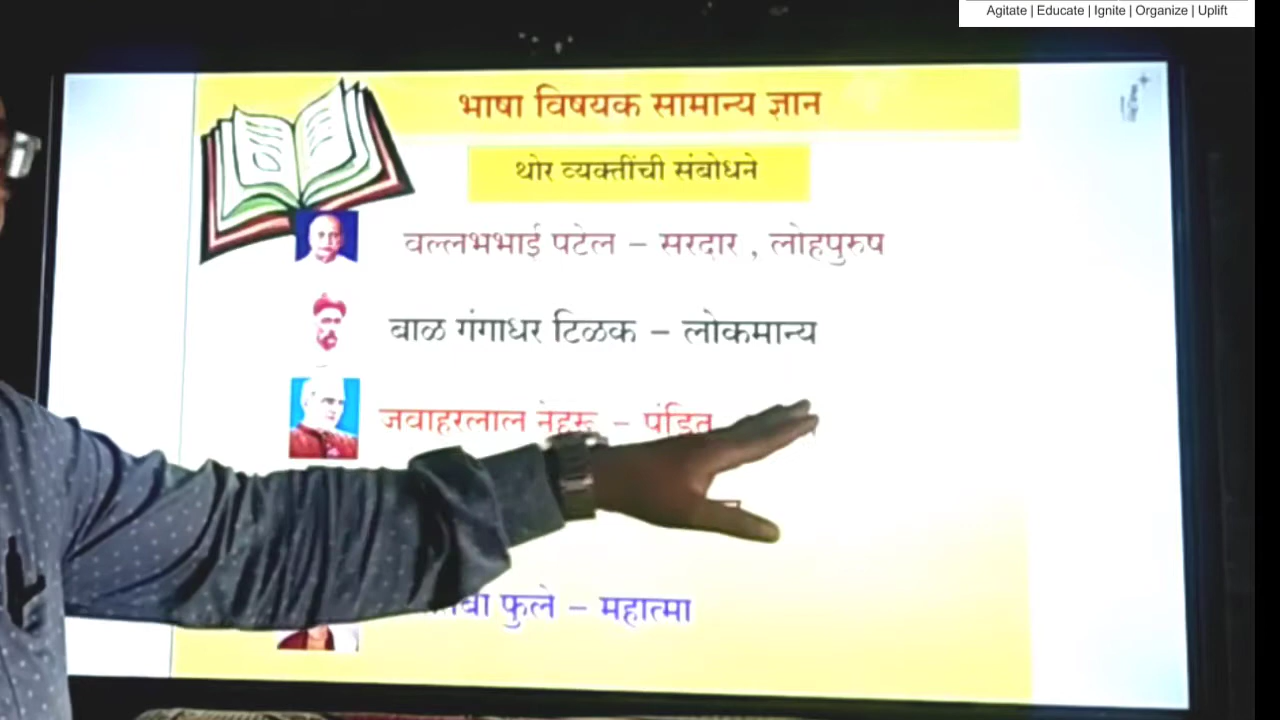 Agitate | Educate | Ignite | Organize | Uplift
भाषा विषयक सामान्य ज्ञान
थोर व्यक्तींची संबोधने
वल्लभभाई पटेल – सरदार , लोहपुरुष
बाळ गंगाधर टिळक – लोकमान्य
जवाहरलाल नेहरू – पंडित
फुले – महात्मा